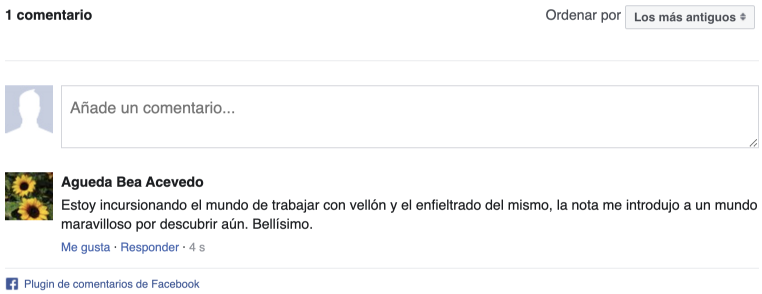 1 comentario
Ordenar por Los más antiguos
Añade un comentario...
Agueda Bea Acevedo
Estoy incursionando el mundo de trabajar con vellón y el enfieltrado del mismo, la nota me introdujo a un mundo
maravilloso por descubrir aún. Bellísimo.
Me gusta · Responder · 4 s
Plugin de comentarios de Facebook